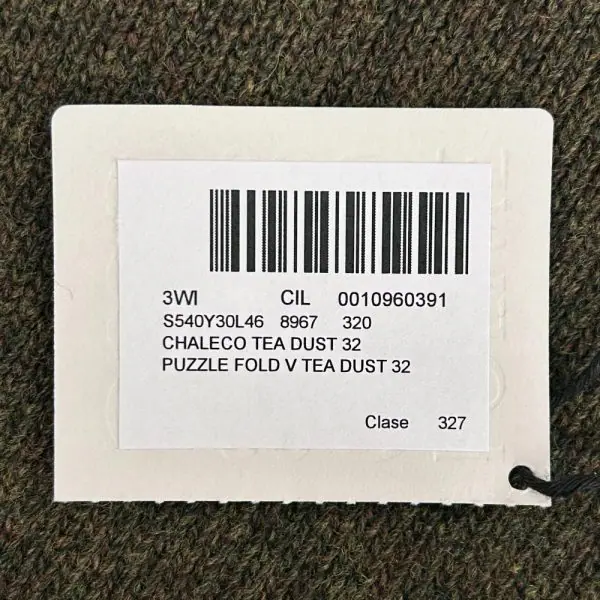 3WI CIL 0010960391
S540Y30L46 8967 320
CHALECO TEA DUST 32
PUZZLE FOLD V TEA DUST 32
Clase 327